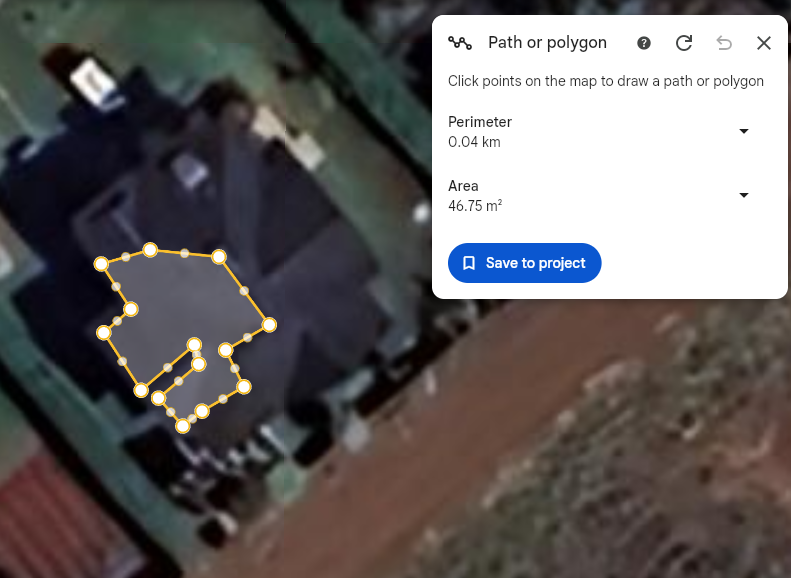 Path or polygon
Click points on the map to draw a path or polygon
Perimeter
0.04 km
Area
46.75 m²
Save to project